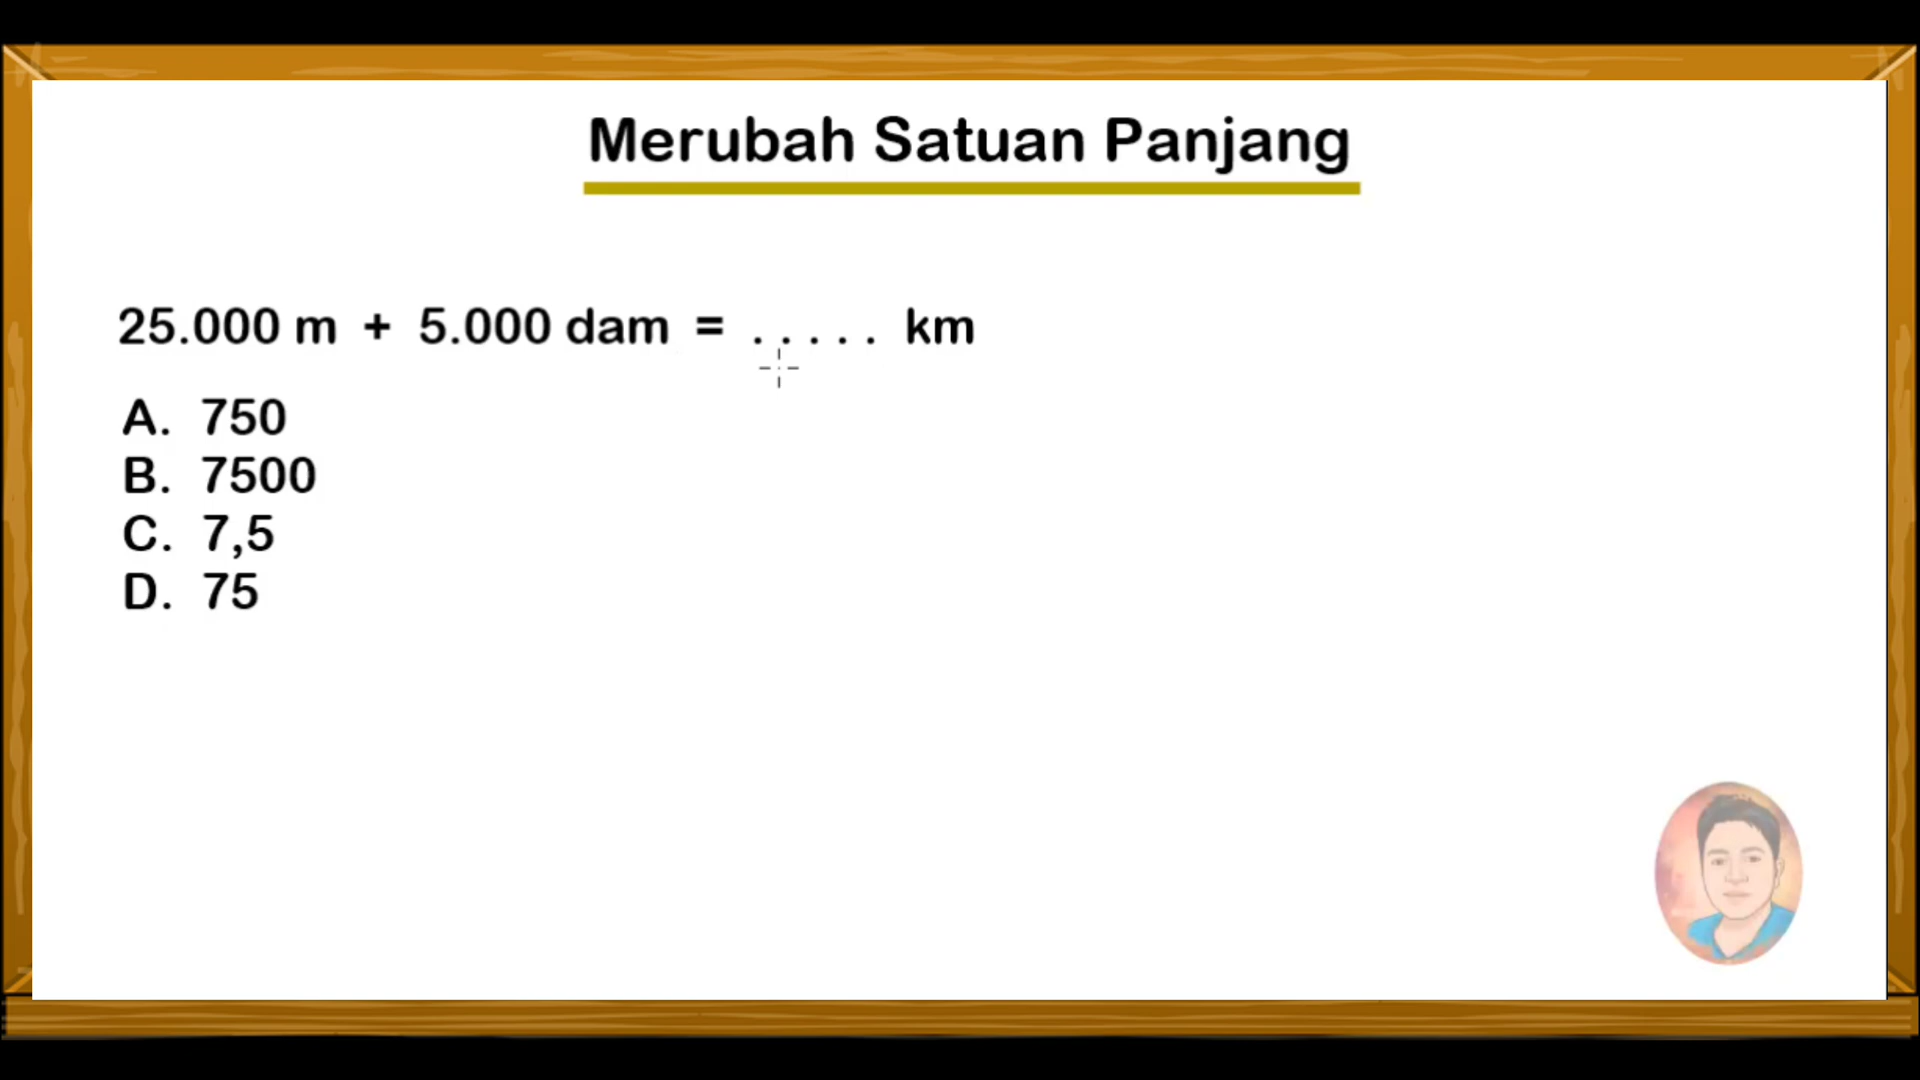 Merubah Satuan Panjang
25.000 m + 5.000 dam = . . . . . km
A. 750
B. 7500
C. 7,5
D. 75